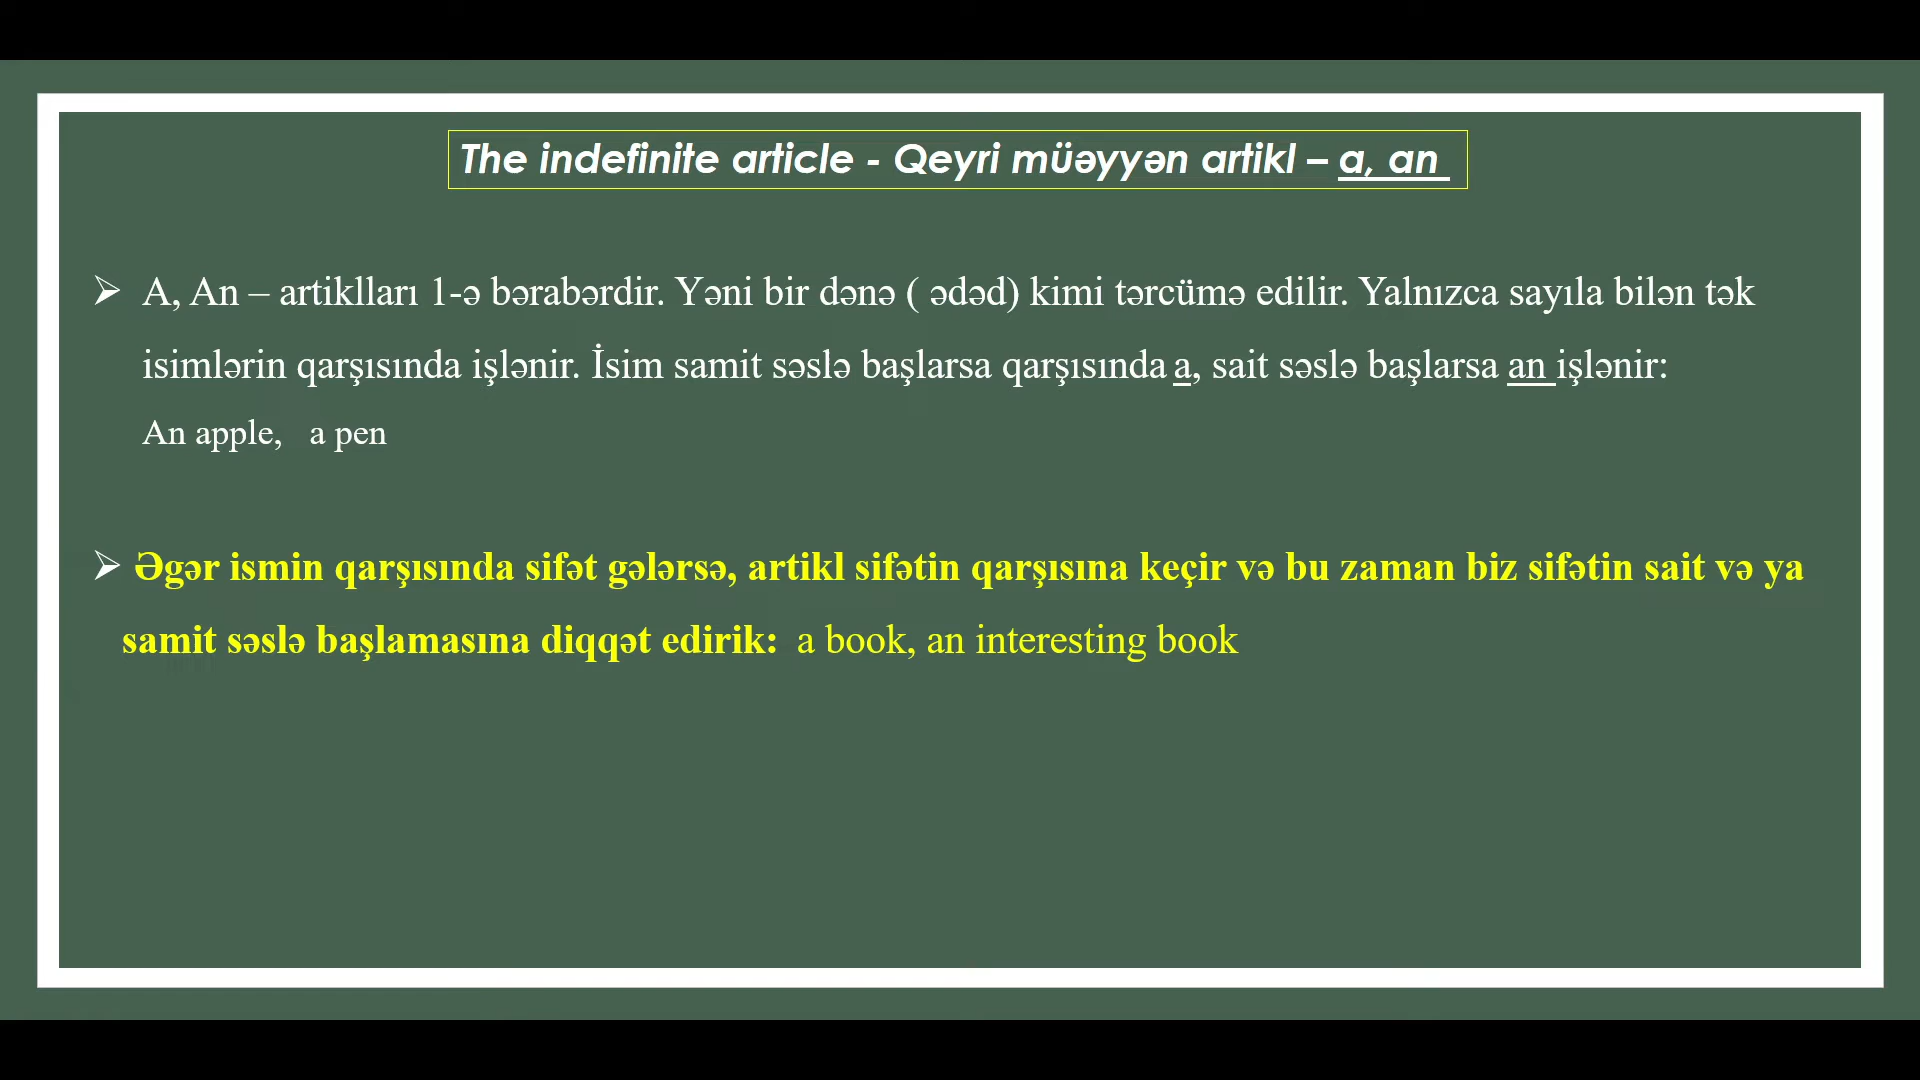 The indefinite article - Qeyri müəyyən artikl – a, an
➢ A, An – artiklları 1-ə bərabərdir. Yəni bir dənə ( ədəd) kimi tərcümə edilir. Yalnızca sayıla bilən tək
isimlərin qarşısında işlənir. İsim samit səslə başlarsa qarşısında a, sait səslə başlarsa an işlənir:
An apple, a pen
➢ Əgər ismin qarşısında sifət gələrsə, artikl sifətin qarşısına keçir və bu zaman biz sifətin sait və ya
samit səslə başlamasına diqqət edirik: a book, an interesting book